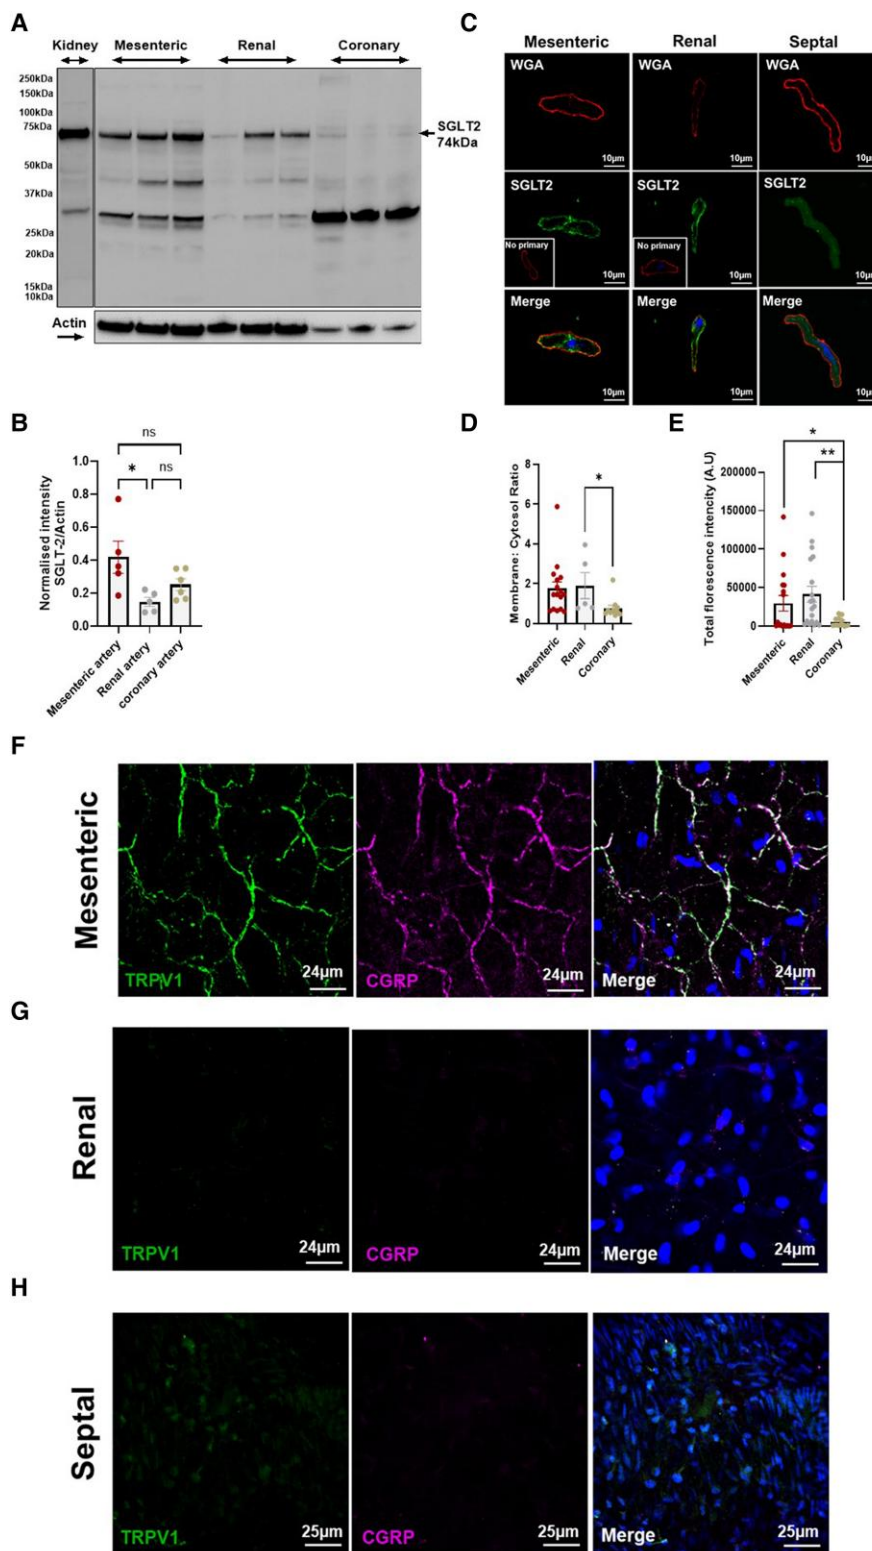 A
Kidney Mesenteric Renal Coronary
250kDa
150kDa
100kDa
75kDa
50kDa
37kDa
25kDa
20kDa
15kDa
10kDa
SGLT2
74kDa
Actin
B
ns
* ns
Normalised intensity
SGLT-2/Actin
1.0
0.8
0.6
0.4
0.2
0.0
Mesenteric artery
Renal artery
coronary artery
C
Mesenteric Renal Septal
WGA WGA WGA
10µm 10µm 10µm
SGLT2 SGLT2 SGLT2
No primary No primary
10µm 10µm 10µm
Merge Merge Merge
10µm 10µm 10µm
D
Membrane: Cytosol Ratio
8
6
4
2
0
*
Mesenteric
Renal
Coronary
E
Total florescence intencity (A.U)
200000
150000
100000
50000
0
*
**
Mesenteric
Renal
Coronary
F
Mesenteric
TRPV1 24µm CGRP 24µm Merge 24µm
G
Renal
TRPV1 24µm CGRP 24µm Merge 24µm
H
Septal
TRPV1 25µm CGRP 25µm Merge 25µm